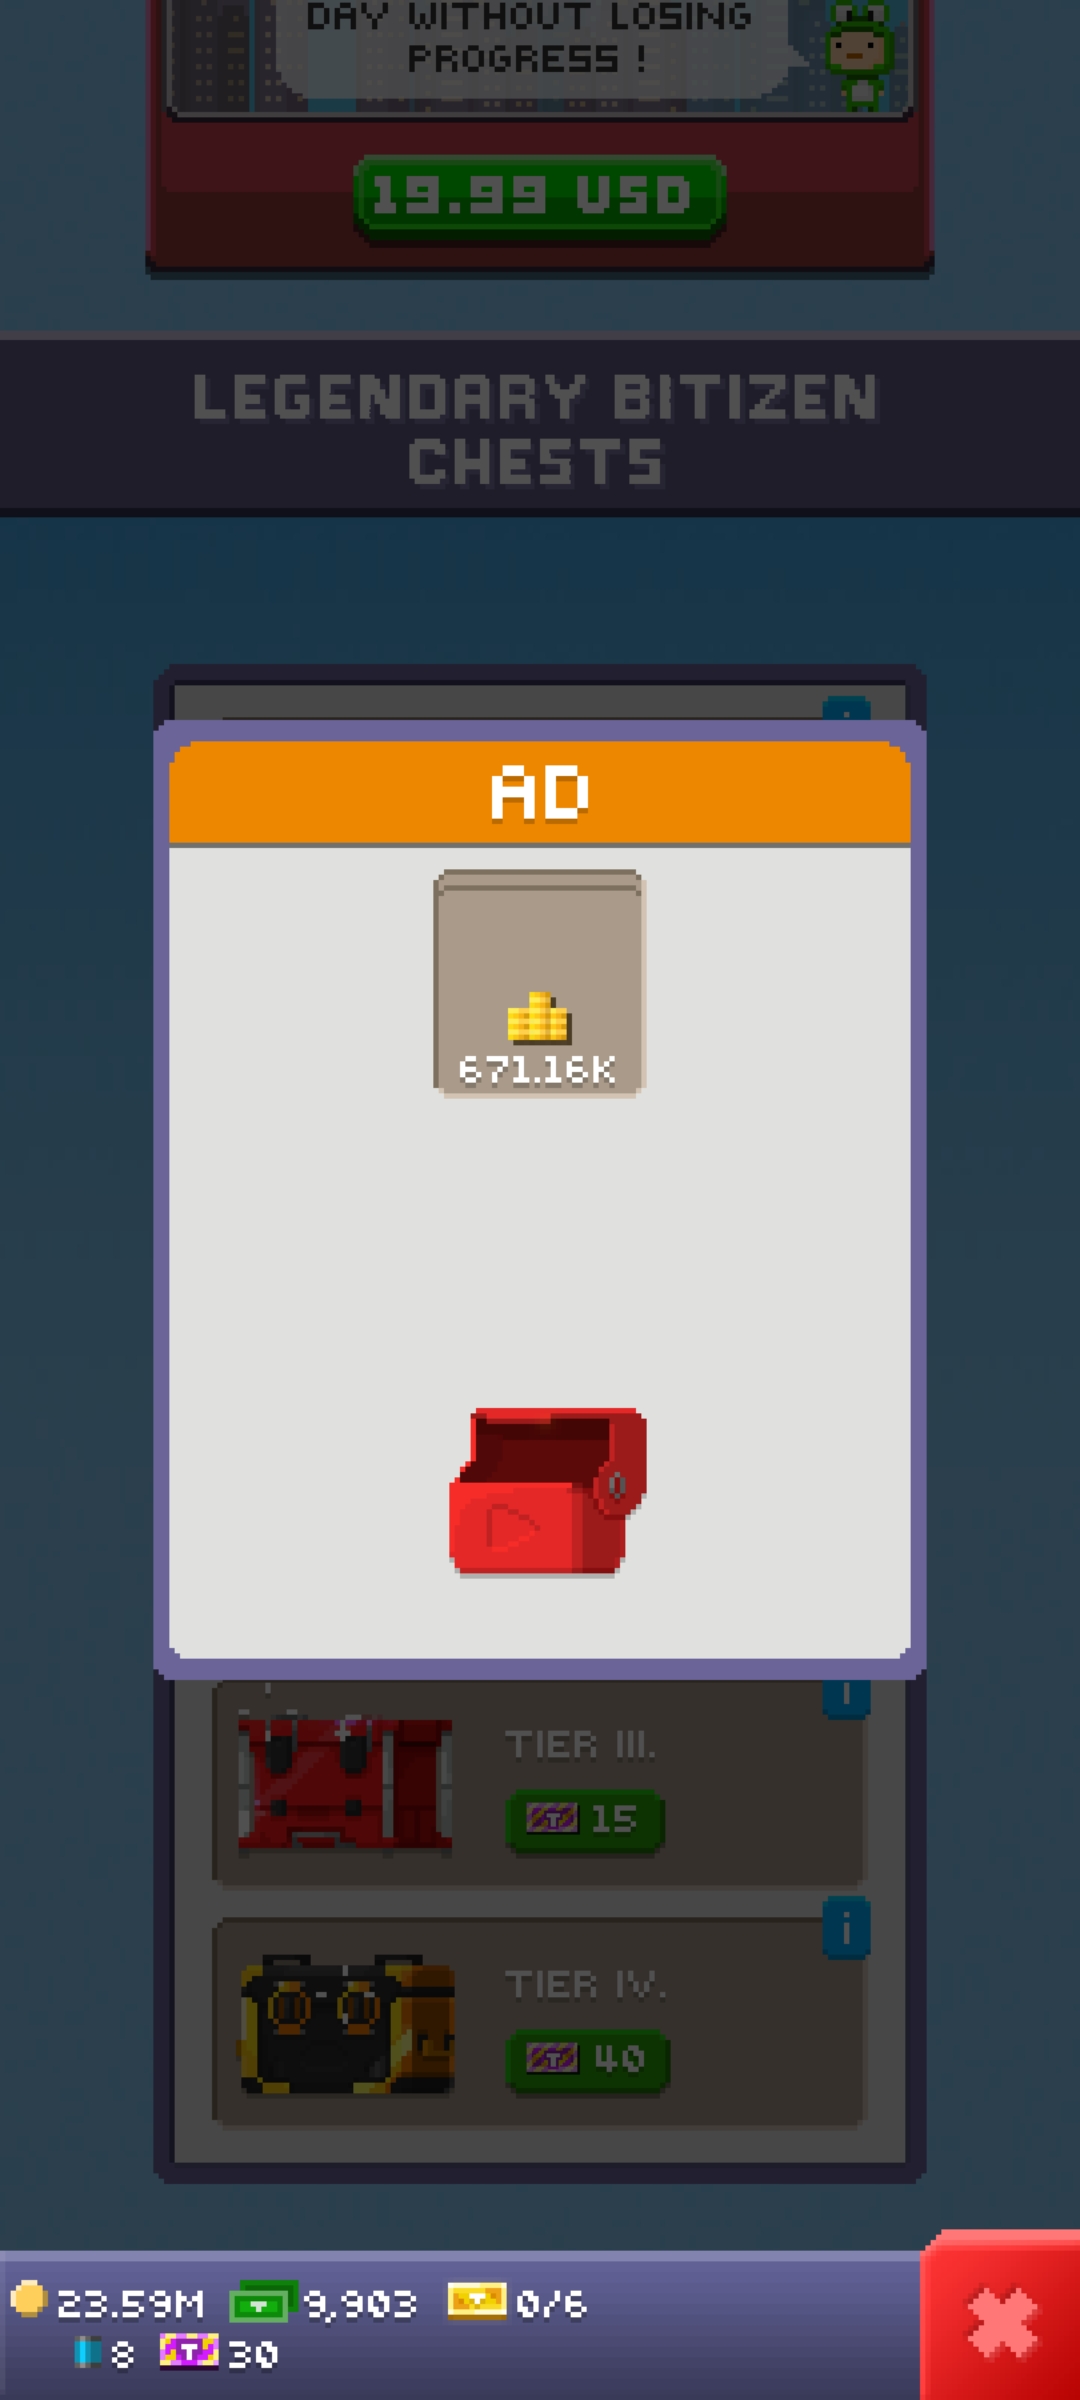 DAY WITHOUT LOSING
PROGRESS !
19.99 USD
LEGENDARY BITIZEN
CHESTS
i
AD
671.16K
i
TIER III.
T 15
i
TIER IV.
T 40
23.59M 9,903 0/6
8 T 30